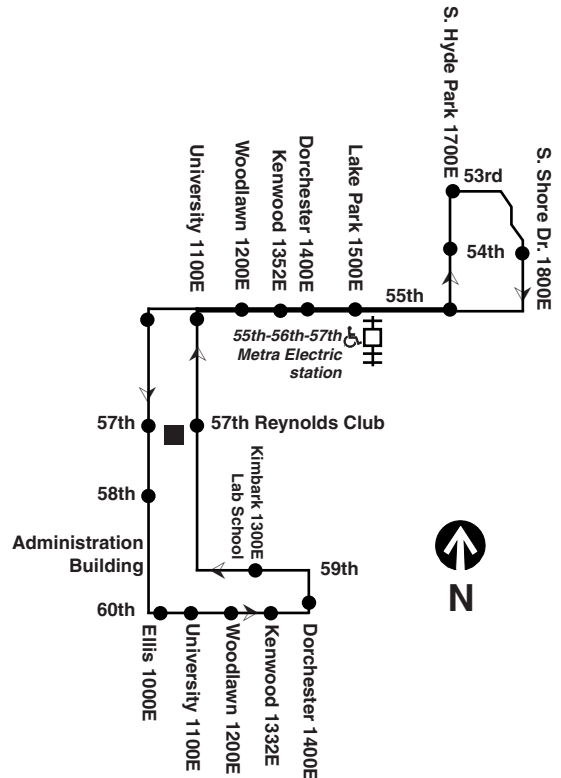 S. Hyde Park 1700E
S. Shore Dr. 1800E
53rd
54th
University 1100E
Woodlawn 1200E
Kenwood 1352E
Dorchester 1400E
Lake Park 1500E
55th
55th-56th-57th
Metra Electric
station
57th
57th Reynolds Club
58th
Kimbark 1300E
Lab School
Administration
Building
59th
60th
N
Ellis 1000E
University 1100E
Woodlawn 1200E
Kenwood 1332E
Dorchester 1400E